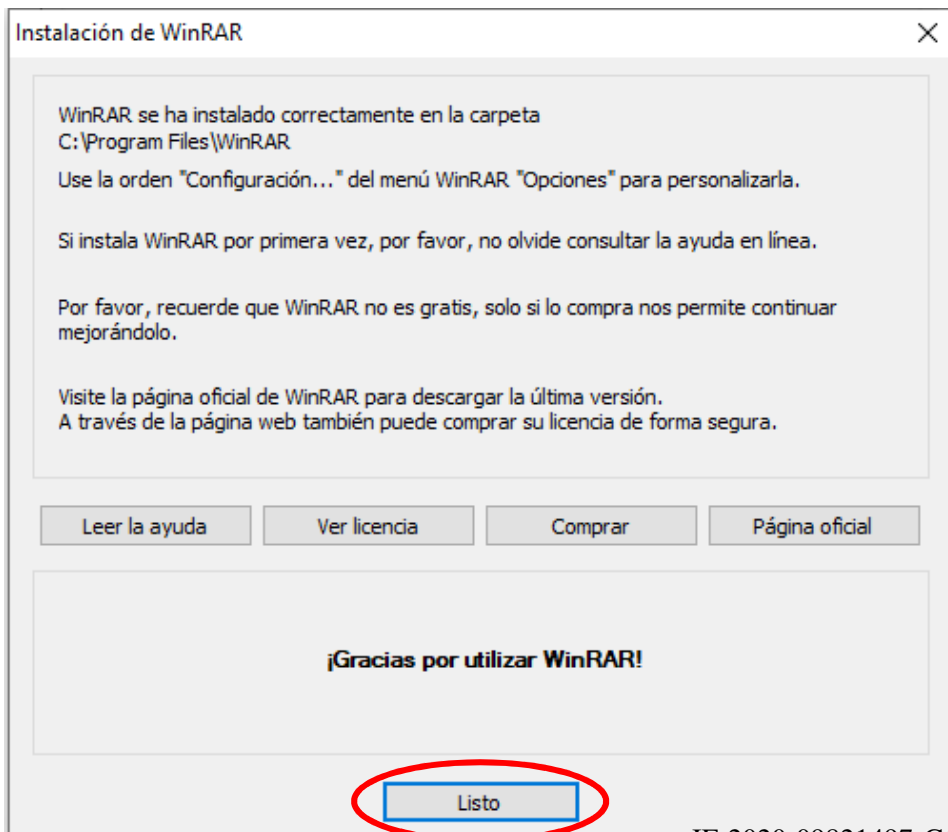 Instalación de WinRAR
WinRAR se ha instalado correctamente en la carpeta
C:\Program Files\WinRAR
Use la orden "Configuración..." del menú WinRAR "Opciones" para personalizarla.
Si instala WinRAR por primera vez, por favor, no olvide consultar la ayuda en línea.
Por favor, recuerde que WinRAR no es gratis, solo si lo compra nos permite continuar
mejorándolo.
Visite la página oficial de WinRAR para descargar la última versión.
A través de la página web también puede comprar su licencia de forma segura.
Leer la ayuda Ver licencia Comprar Página oficial
¡Gracias por utilizar WinRAR!
Listo